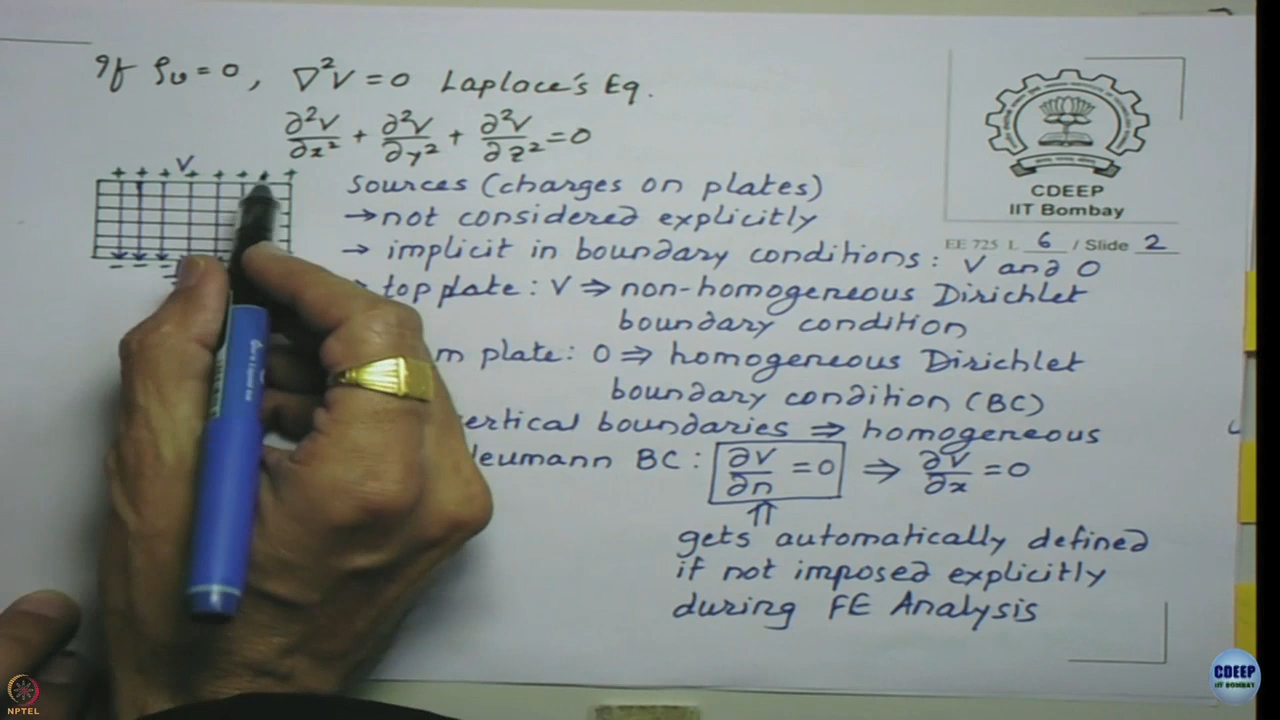 If ρv = 0, ∇²V = 0 Laplace's Eq.
∂²V/∂x² + ∂²V/∂y² + ∂²V/∂z² = 0
V
+ + + + + + + +
- - -
Sources (charges on plates)
→ not considered explicitly
→ implicit in boundary conditions : V and 0
top plate : V ⇒ non-homogeneous Dirichlet
boundary condition
m plate : 0 ⇒ homogeneous Dirichlet
boundary condition (BC)
ertical boundaries ⇒ homogeneous
eumann BC : ∂V/∂n = 0 ⇒ ∂V/∂x = 0
⇑
gets automatically defined
if not imposed explicitly
during FE Analysis
CDEEP
IIT Bombay
EE 725 L 6 / Slide 2
NPTEL
CDEEP
IIT BOMBAY